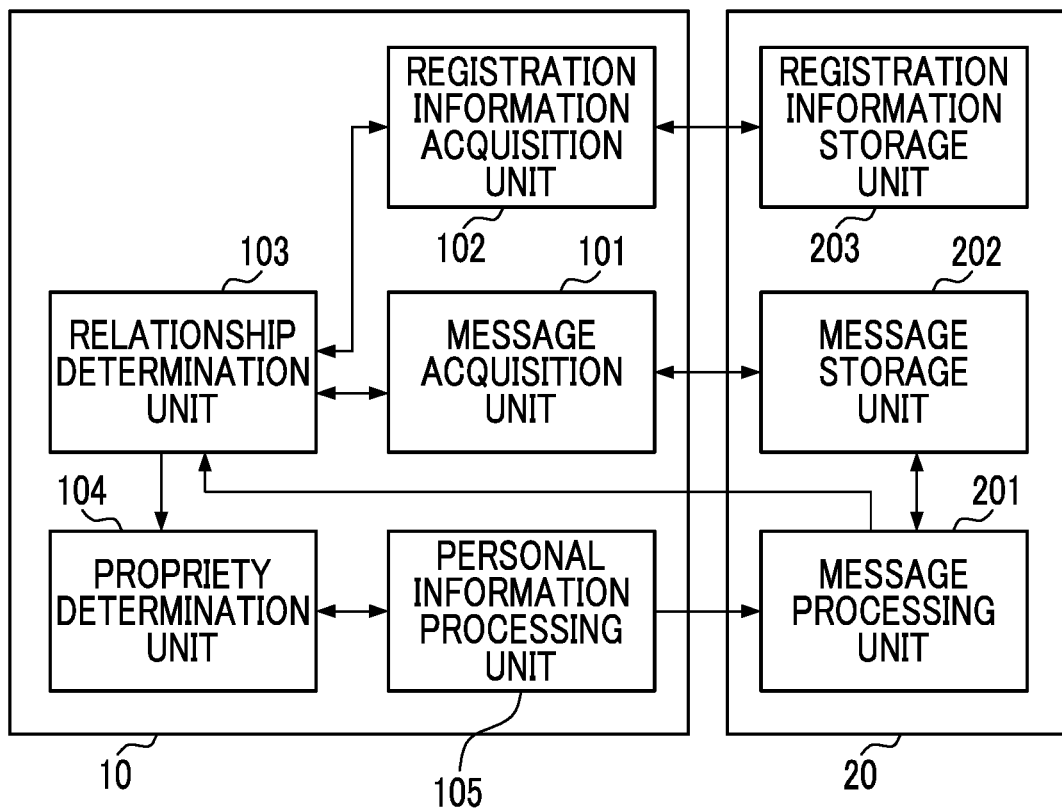 REGISTRATION
INFORMATION
ACQUISITION
UNIT
102
REGISTRATION
INFORMATION
STORAGE
UNIT
203
103
RELATIONSHIP
DETERMINATION
UNIT
101
MESSAGE
ACQUISITION
UNIT
202
MESSAGE
STORAGE
UNIT
104
PROPRIETY
DETERMINATION
UNIT
PERSONAL
INFORMATION
PROCESSING
UNIT
105
201
MESSAGE
PROCESSING
UNIT
10
20